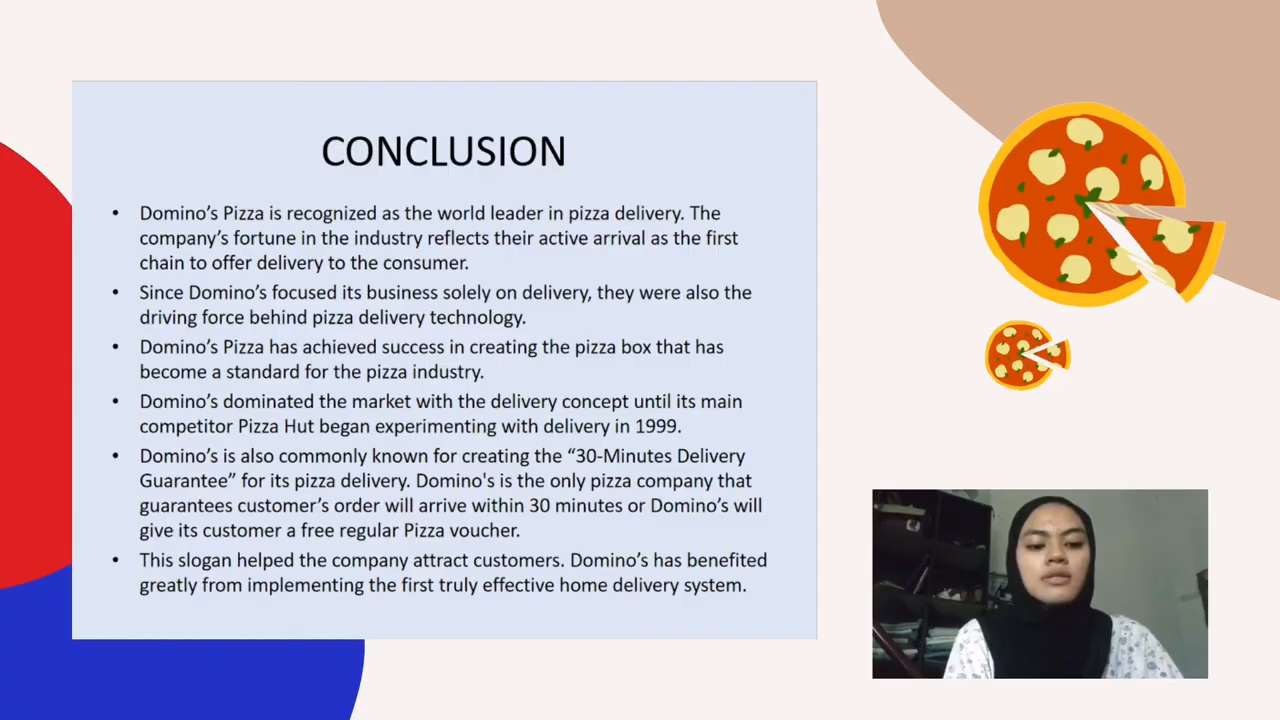 CONCLUSION
• Domino’s Pizza is recognized as the world leader in pizza delivery. The
company’s fortune in the industry reflects their active arrival as the first
chain to offer delivery to the consumer.
• Since Domino’s focused its business solely on delivery, they were also the
driving force behind pizza delivery technology.
• Domino’s Pizza has achieved success in creating the pizza box that has
become a standard for the pizza industry.
• Domino’s dominated the market with the delivery concept until its main
competitor Pizza Hut began experimenting with delivery in 1999.
• Domino’s is also commonly known for creating the “30-Minutes Delivery
Guarantee” for its pizza delivery. Domino's is the only pizza company that
guarantees customer’s order will arrive within 30 minutes or Domino’s will
give its customer a free regular Pizza voucher.
• This slogan helped the company attract customers. Domino’s has benefited
greatly from implementing the first truly effective home delivery system.